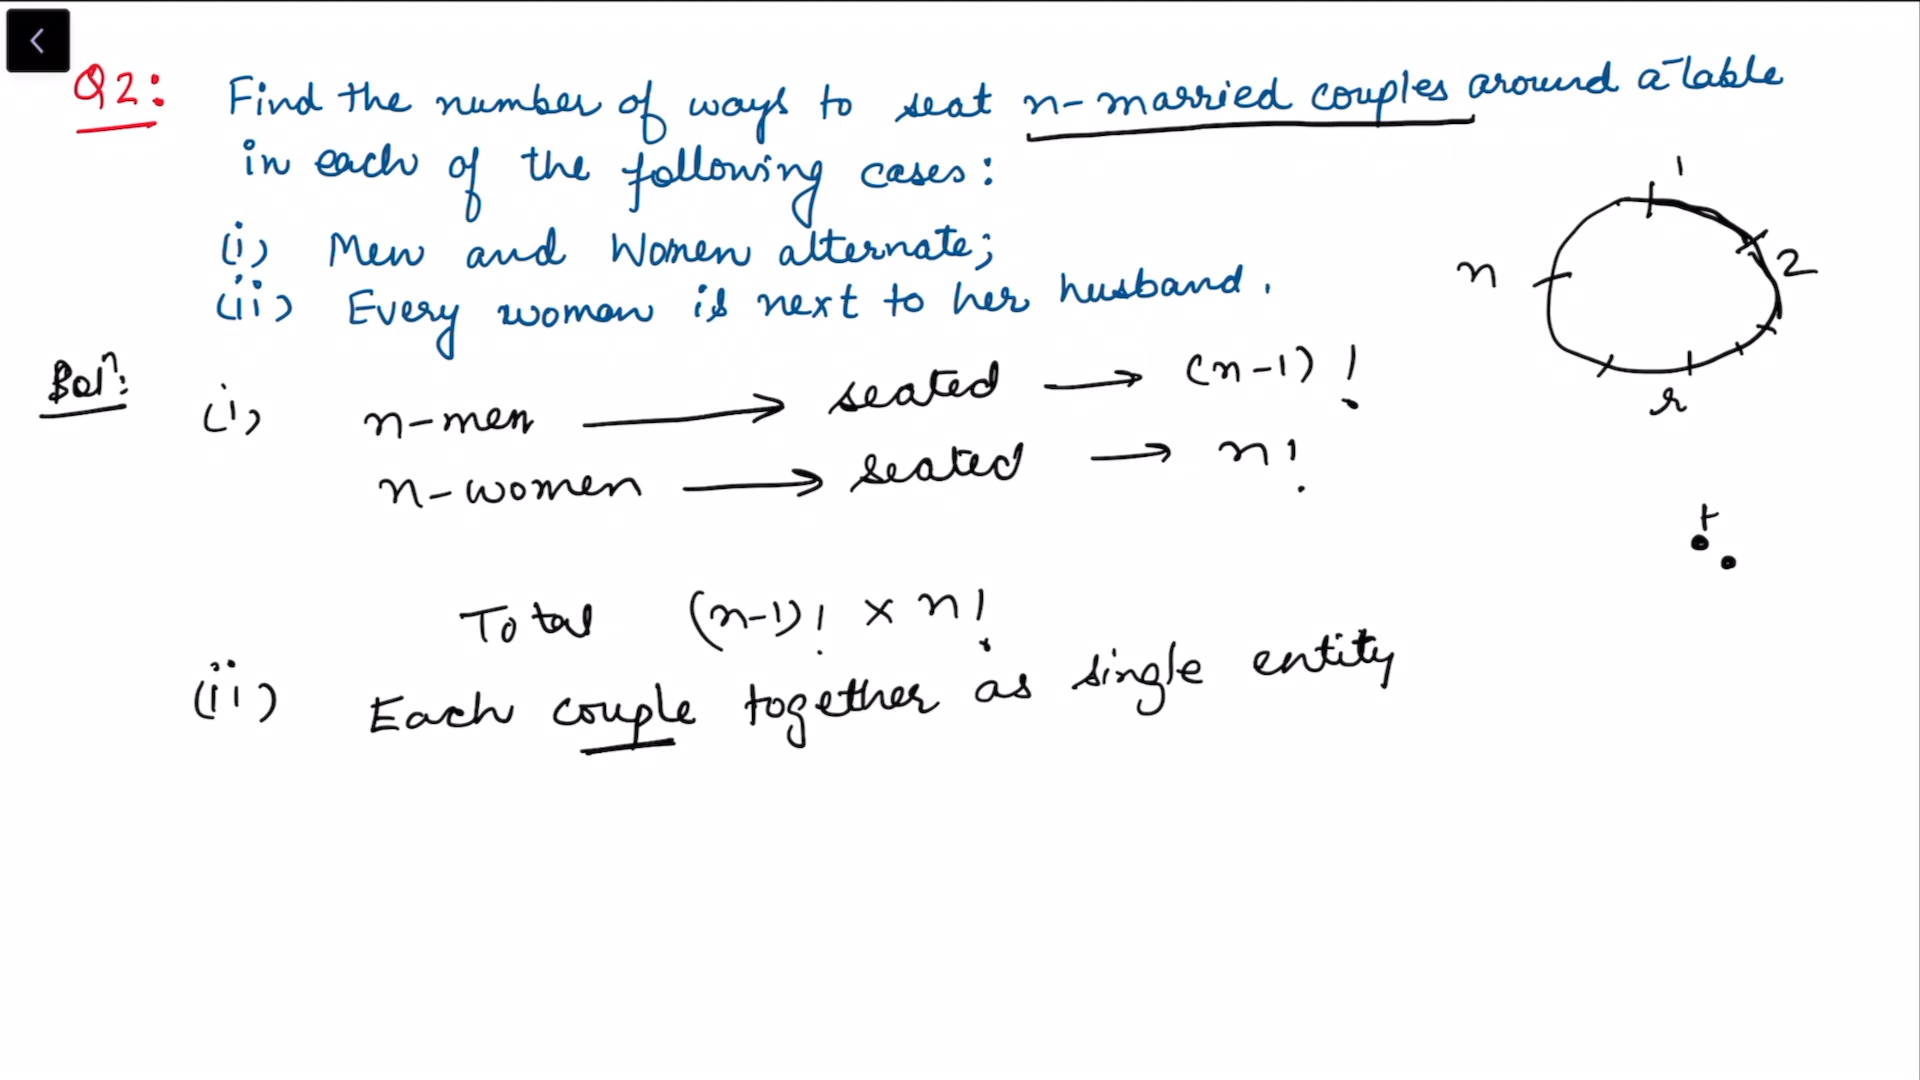 Q2: Find the number of ways to seat n-married couples around a table
in each of the following cases:
(i) Men and Women alternate;
(ii) Every woman is next to her husband.
Solⁿ:
(i) n-men ⟶ seated ⟶ (n-1)!
n-women ⟶ seated ⟶ n!
Total (n-1)! × n!
(ii) Each couple together as single entity
1
2
n
r